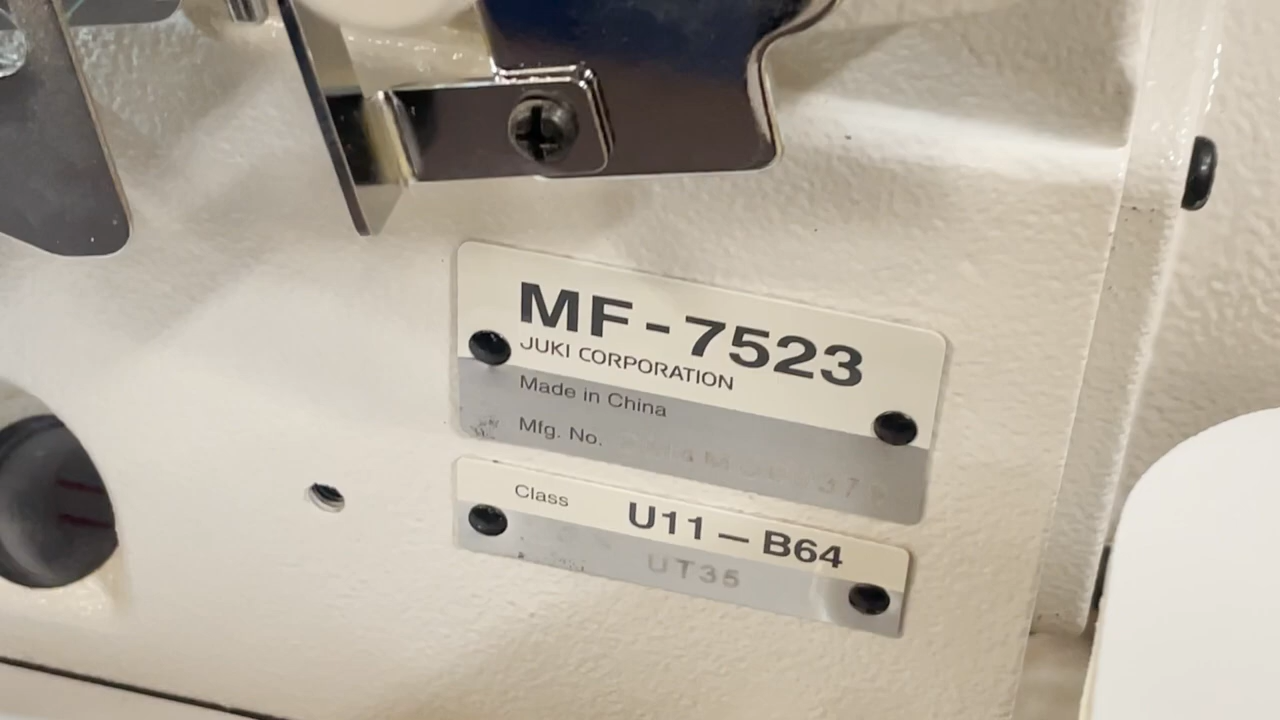 MF-7523
JUKI CORPORATION
Made in China
Mfg. No.
Class U11-B64
UT35